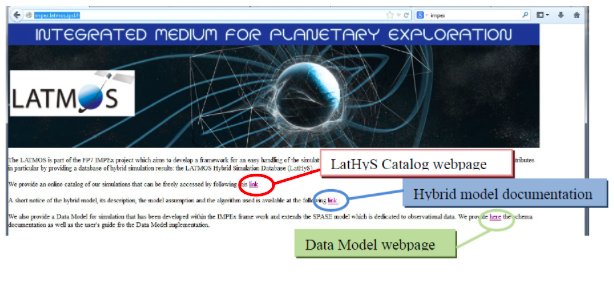 impex.latmos.ipsl.fr
impex
INTEGRATED MEDIUM FOR PLANETARY EXPLORATION
LATMOS
The LATMOS is part of the FP7 IMPEx project which aims to develop a framework for an easy handling of the simulat
tributes
in particular by providing a database of hybrid simulation results: the LATMOS Hybrid Simulation Database (LatHyS)
LatHyS Catalog webpage
We provide an online catalog of our simulations that can be freely accessed by following the link
Hybrid model documentation
A short notice of the hybrid model, its description, the model assumption and the algorithm used is available at the following link
We also provide a Data Model for simulation that has been developed within the IMPEx frame work and extends the SPASE model which is dedicated to observational data. We provide here the schema
documentation as well as the user's guide for the Data Model implementation.
Data Model webpage